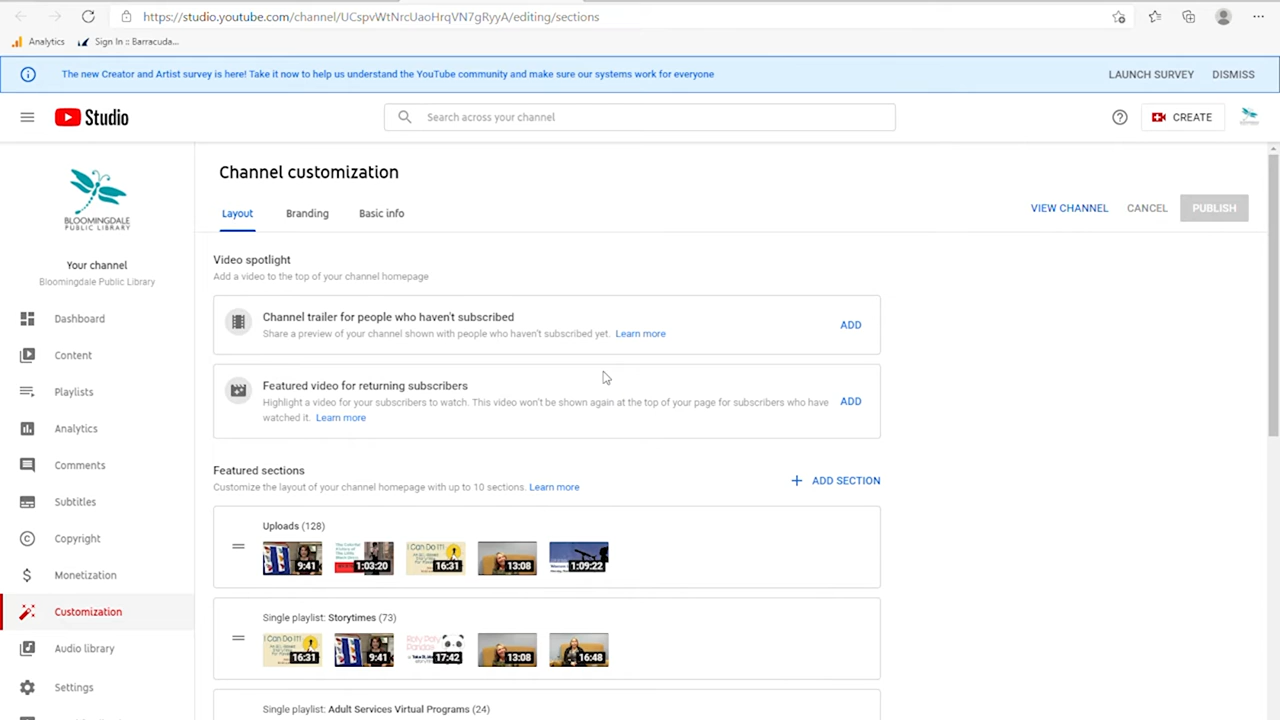 https://studio.youtube.com/channel/UCspvWtNrcUaoHrqVN7gRyyA/editing/sections
Analytics
Sign In :: Barracuda...
The new Creator and Artist survey is here! Take it now to help us understand the YouTube community and make sure our systems work for everyone
LAUNCH SURVEY
DISMISS
Studio
Search across your channel
CREATE
BLOOMINGDALE
PUBLIC LIBRARY
Your channel
Bloomingdale Public Library
Dashboard
Content
Playlists
Analytics
Comments
Subtitles
Copyright
Monetization
Customization
Audio library
Settings
Channel customization
Layout
Branding
Basic info
VIEW CHANNEL
CANCEL
PUBLISH
Video spotlight
Add a video to the top of your channel homepage
Channel trailer for people who haven't subscribed
Share a preview of your channel shown with people who haven't subscribed yet. Learn more
ADD
Featured video for returning subscribers
Highlight a video for your subscribers to watch. This video won't be shown again at the top of your page for subscribers who have
watched it. Learn more
ADD
Featured sections
Customize the layout of your channel homepage with up to 10 sections. Learn more
+ ADD SECTION
Uploads (128)
9:41
1:03:20
I Can Do It!
16:31
13:08
1:09:22
Single playlist: Storytimes (73)
I Can Do It!
16:31
9:41
Roly Poly
Pandas
17:42
13:08
16:48
Single playlist: Adult Services Virtual Programs (24)